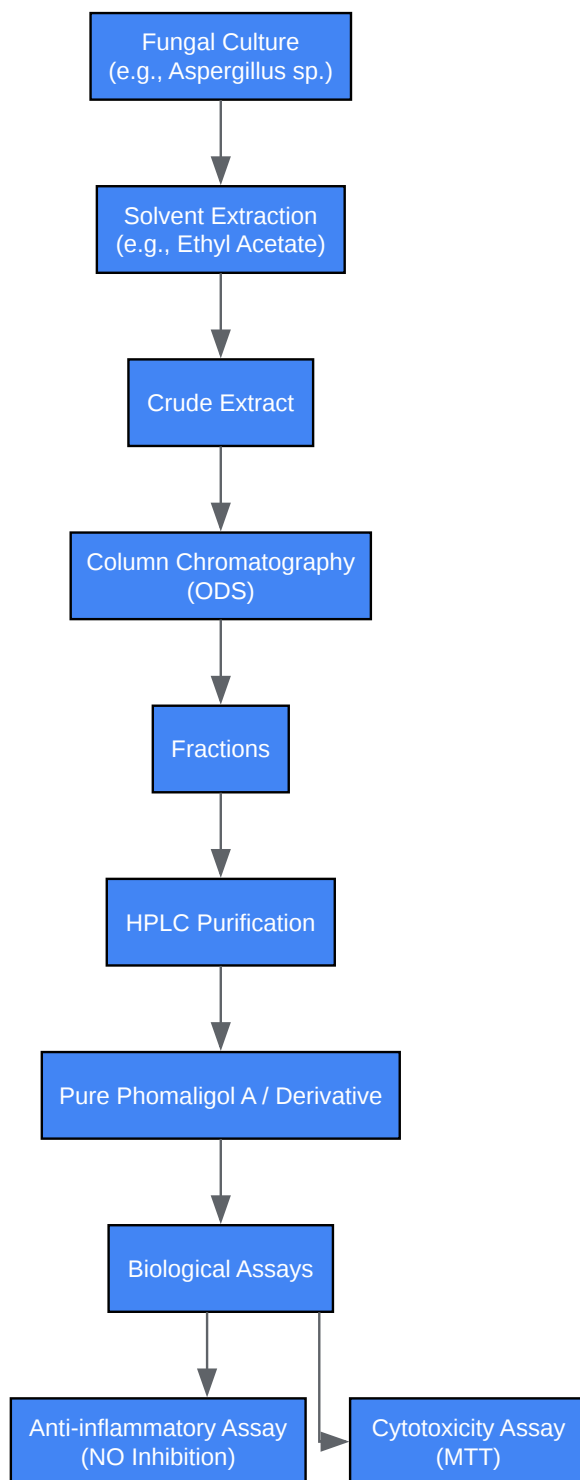 Fungal Culture
(e.g., Aspergillus sp.)
Solvent Extraction
(e.g., Ethyl Acetate)
Crude Extract
Column Chromatography
(ODS)
Fractions
HPLC Purification
Pure Phomaligol A / Derivative
Biological Assays
Anti-inflammatory Assay
(NO Inhibition)
Cytotoxicity Assay
(MTT)